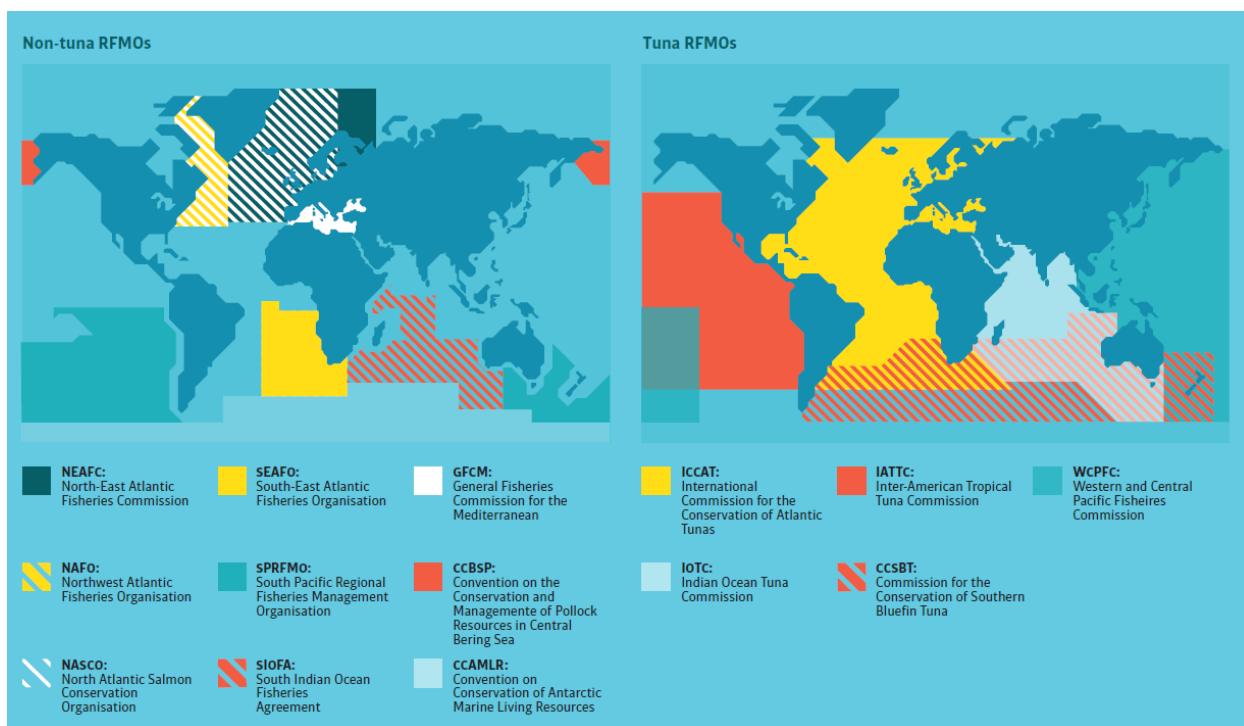 Non-tuna RFMOs
Tuna RFMOs
NEAFC:
North-East Atlantic
Fisheries Commission
SEAFO:
South-East Atlantic
Fisheries Organisation
GFCM:
General Fisheries
Commission for the
Mediterranean
ICCAT:
International
Commission for the
Conservation of Atlantic
Tunas
IATTC:
Inter-American Tropical
Tuna Commission
WCPFC:
Western and Central
Pacific Fisheires
Commission
NAFO:
Northwest Atlantic
Fisheries Organisation
SPRFMO:
South Pacific Regional
Fisheries Management
Organisation
CCBSP:
Convention on the
Conservation and
Managemente of Pollock
Resources in Central
Bering Sea
IOTC:
Indian Ocean Tuna
Commission
CCSBT:
Commission for the
Conservation of Southern
Bluefin Tuna
NASCO:
North Atlantic Salmon
Conservation
Organisation
SIOFA:
South Indian Ocean
Fisheries
Agreement
CCAMLR:
Convention on
Conservation of Antarctic
Marine Living Resources